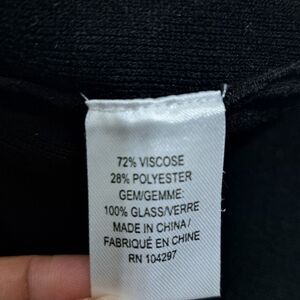 72% VISCOSE
28% POLYESTER
GEM/GEMME:
100% GLASS/VERRE
MADE IN CHINA/
FABRIQUÉ EN CHINE
RN 104297